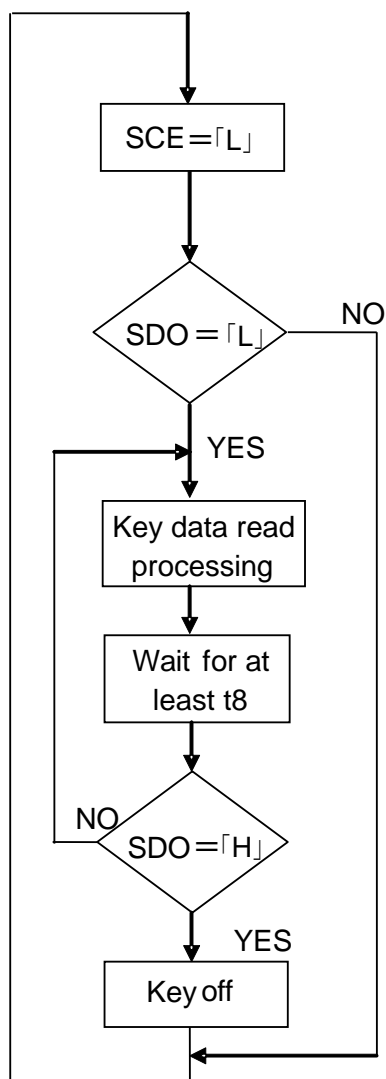 SCE＝｢L｣
SDO＝｢L｣
NO
YES
Key data read
processing
Wait for at
least t8
NO
SDO＝｢H｣
YES
Key off